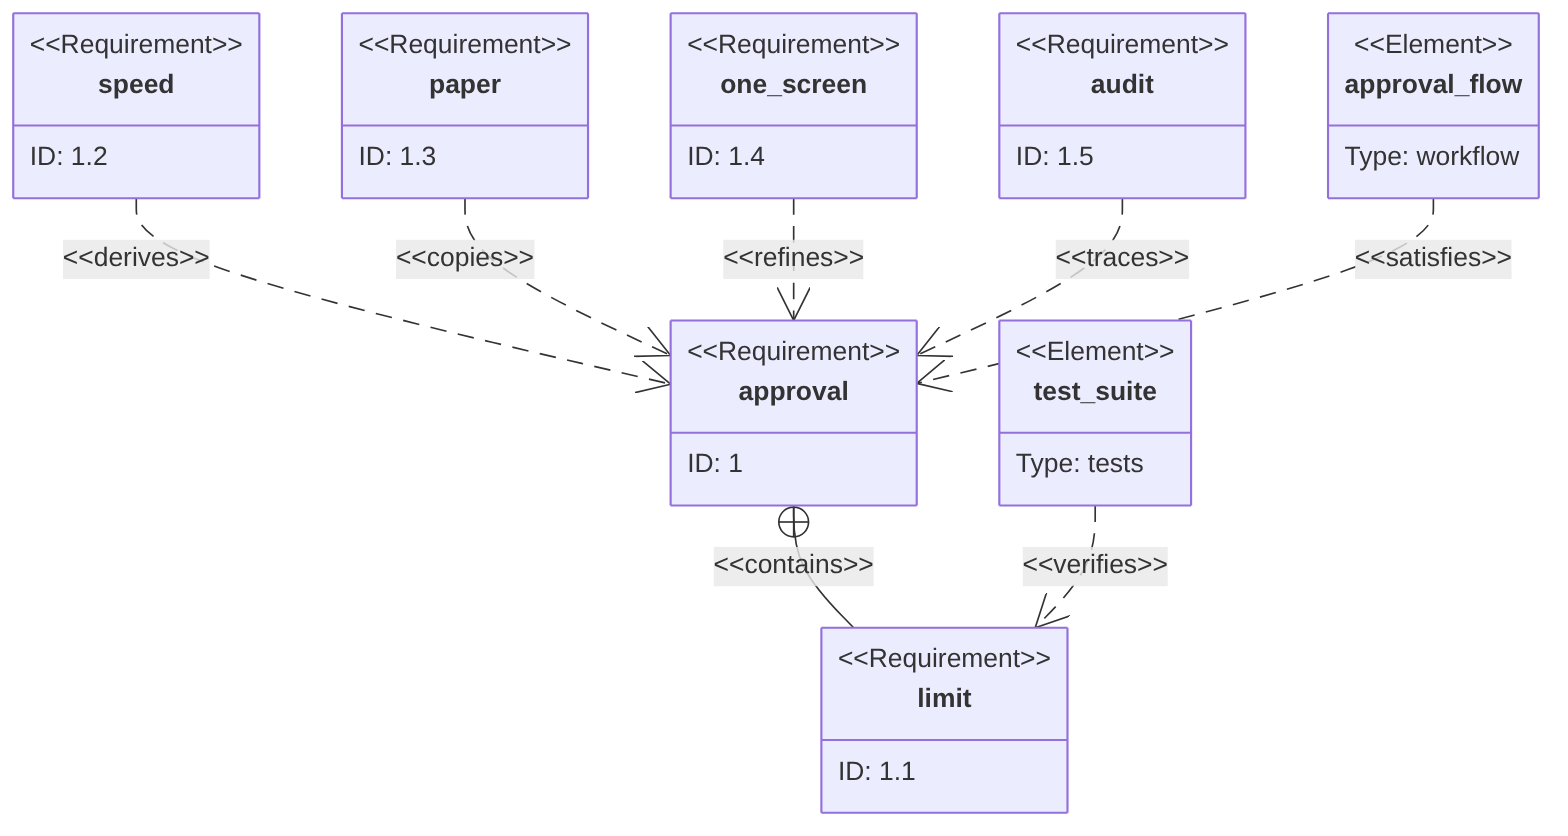 <<Requirement>>
speed
ID: 1.2
<<Requirement>>
paper
ID: 1.3
<<Requirement>>
one_screen
ID: 1.4
<<Requirement>>
audit
ID: 1.5
<<Element>>
approval_flow
Type: workflow
<<derives>>
<<copies>>
<<refines>>
<<traces>>
<<satisfies>>
<<Requirement>>
approval
ID: 1
<<Element>>
test_suite
Type: tests
<<contains>>
<<verifies>>
<<Requirement>>
limit
ID: 1.1